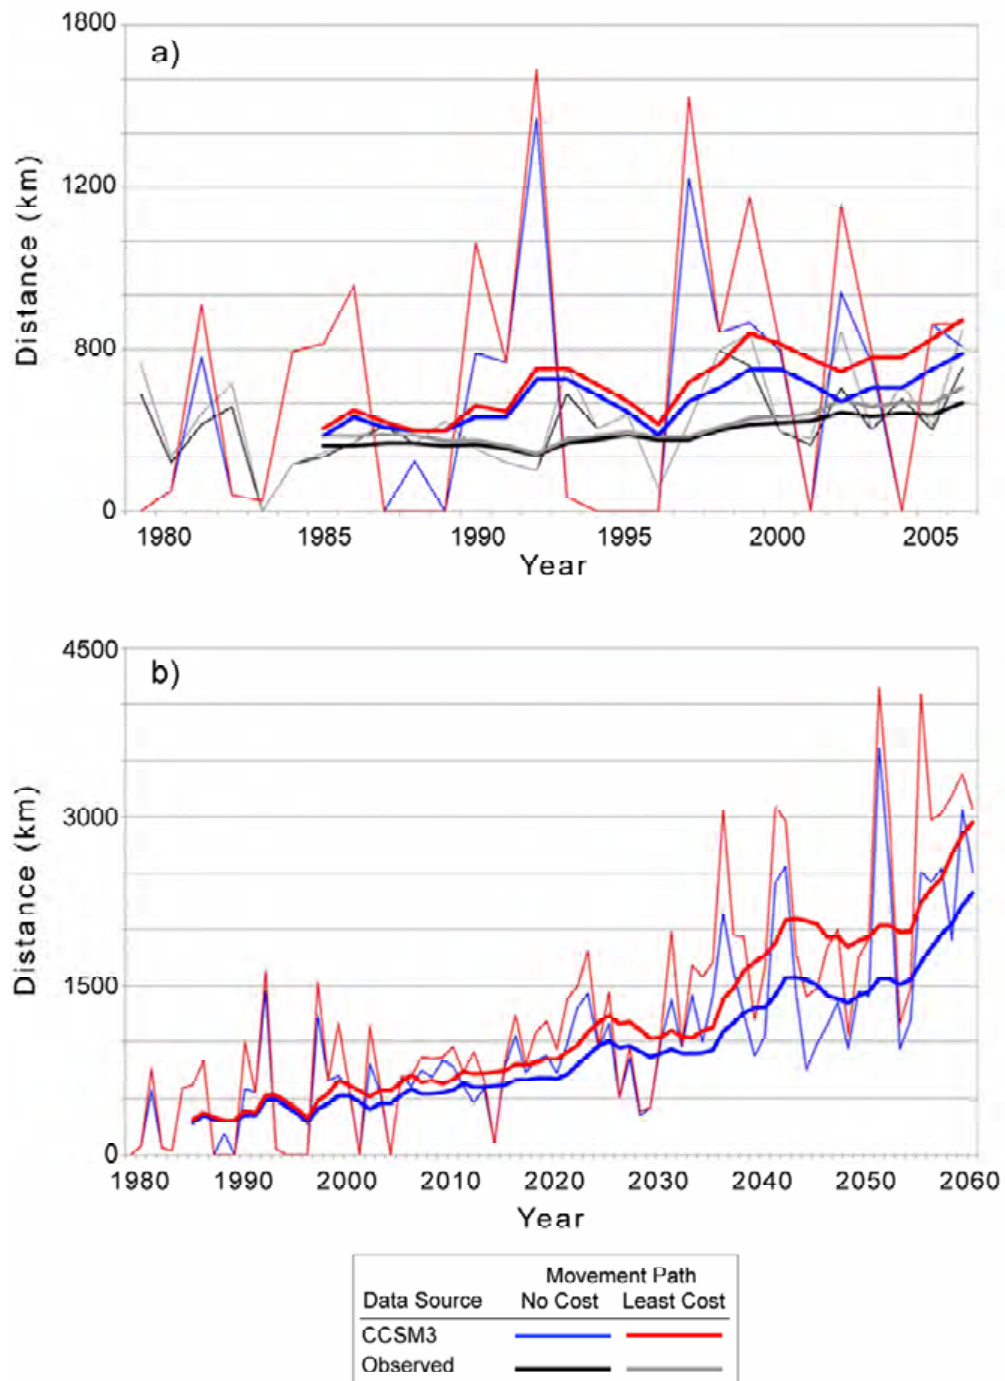 1800
a)
1200
800
0
Distance (km)
1980 1985 1990 1995 2000 2005
Year
4500
b)
3000
1500
0
Distance (km)
1980 1990 2000 2010 2020 2030 2040 2050 2060
Year
Movement Path
Data Source No Cost Least Cost
CCSM3
Observed